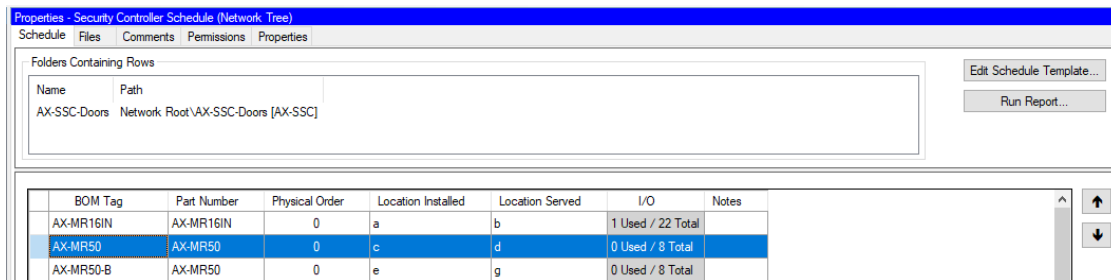 Properties - Security Controller Schedule (Network Tree)
Schedule Files Comments Permissions Properties
Folders Containing Rows
Edit Schedule Template...
Name Path
Run Report...
AX-SSC-Doors Network Root\AX-SSC-Doors [AX-SSC]
BOM Tag Part Number Physical Order Location Installed Location Served I/O Notes
AX-MR16IN AX-MR16IN 0 a b 1 Used / 22 Total
AX-MR50 AX-MR50 0 c d 0 Used / 8 Total
AX-MR50-B AX-MR50 0 e g 0 Used / 8 Total